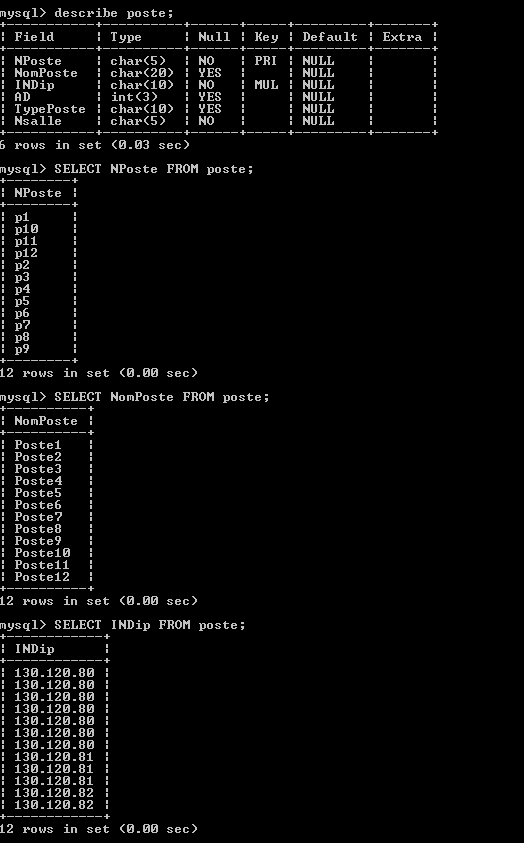 mysql> describe poste;
+------------+----------+------+-----+---------+-------+
¦ Field      ¦ Type     ¦ Null ¦ Key ¦ Default ¦ Extra ¦
+------------+----------+------+-----+---------+-------+
¦ NPoste     ¦ char(5)  ¦ NO   ¦ PRI ¦ NULL    ¦       ¦
¦ NomPoste   ¦ char(20) ¦ YES  ¦     ¦ NULL    ¦       ¦
¦ INDip      ¦ char(10) ¦ NO   ¦ MUL ¦ NULL    ¦       ¦
¦ AD         ¦ int(3)   ¦ YES  ¦     ¦ NULL    ¦       ¦
¦ TypePoste  ¦ char(10) ¦ YES  ¦     ¦ NULL    ¦       ¦
¦ Nsalle     ¦ char(5)  ¦ NO   ¦     ¦ NULL    ¦       ¦
+------------+----------+------+-----+---------+-------+
6 rows in set (0.03 sec)
mysql> SELECT NPoste FROM poste;
+--------+
¦ NPoste ¦
+--------+
¦ p1     ¦
¦ p10    ¦
¦ p11    ¦
¦ p12    ¦
¦ p2     ¦
¦ p3     ¦
¦ p4     ¦
¦ p5     ¦
¦ p6     ¦
¦ p7     ¦
¦ p8     ¦
¦ p9     ¦
+--------+
12 rows in set (0.00 sec)
mysql> SELECT NomPoste FROM poste;
+----------+
¦ NomPoste ¦
+----------+
¦ Poste1   ¦
¦ Poste2   ¦
¦ Poste3   ¦
¦ Poste4   ¦
¦ Poste5   ¦
¦ Poste6   ¦
¦ Poste7   ¦
¦ Poste8   ¦
¦ Poste9   ¦
¦ Poste10  ¦
¦ Poste11  ¦
¦ Poste12  ¦
+----------+
12 rows in set (0.00 sec)
mysql> SELECT INDip FROM poste;
+------------+
¦ INDip      ¦
+------------+
¦ 130.120.80 ¦
¦ 130.120.80 ¦
¦ 130.120.80 ¦
¦ 130.120.80 ¦
¦ 130.120.80 ¦
¦ 130.120.80 ¦
¦ 130.120.80 ¦
¦ 130.120.81 ¦
¦ 130.120.81 ¦
¦ 130.120.81 ¦
¦ 130.120.82 ¦
¦ 130.120.82 ¦
+------------+
12 rows in set (0.00 sec)